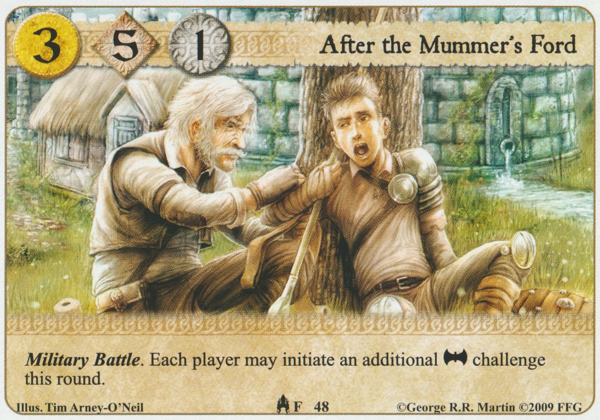 3 5 1 After the Mummer's Ford
Military Battle. Each player may initiate an additional challenge
this round.
Illus. Tim Arney-O'Neil F 48 ©George R.R. Martin ©2009 FFG